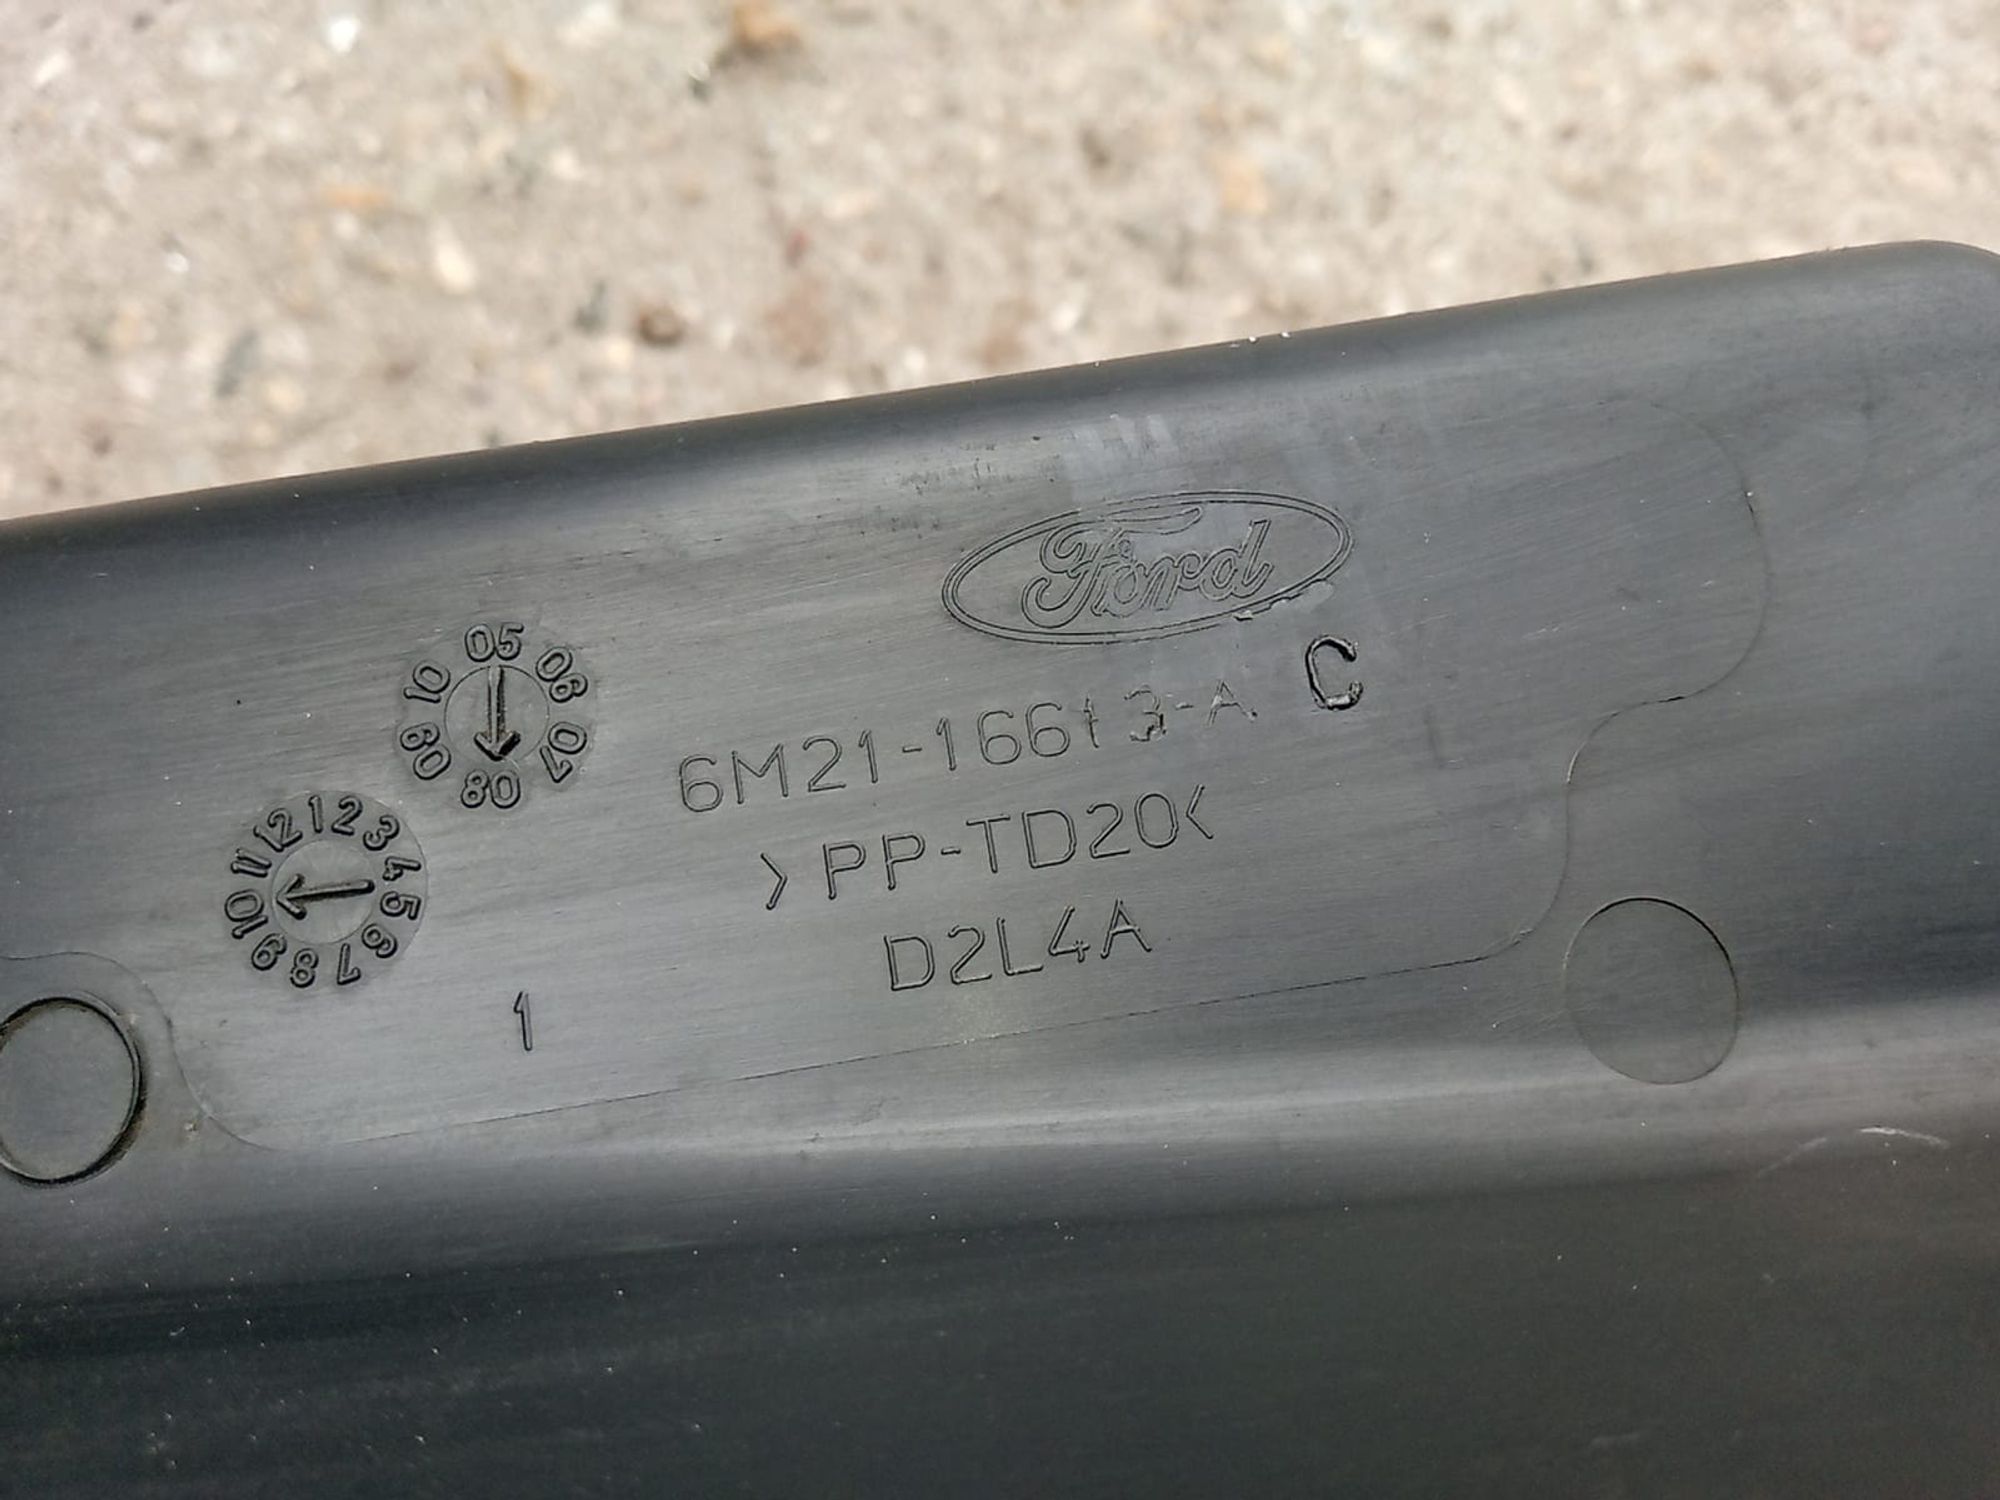 Ford
6M21-16613-A C
>PP-TD20<
D2L4A
05 06 07 08 09 10
1 2 3 4 5 6 7 8 9 10 11 12
1